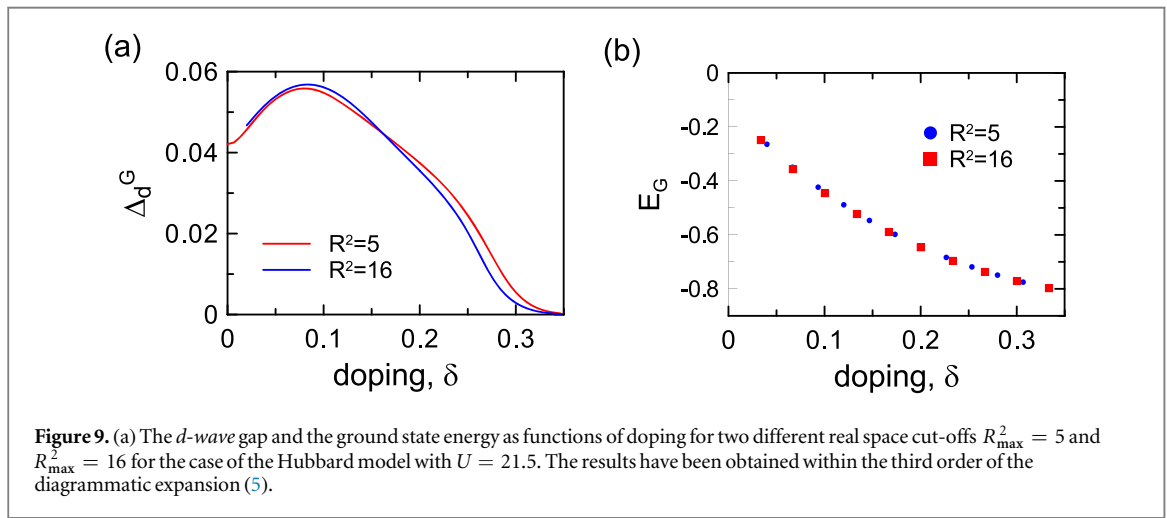 (a)
0.06
0.04
0.02
0
Δ_d^G
R²=5
R²=16
0 0.1 0.2 0.3
doping, δ
(b)
0
-0.2
-0.4
-0.6
-0.8
E_G
R²=5
R²=16
0 0.1 0.2 0.3
doping, δ
Figure 9. (a) The d-wave gap and the ground state energy as functions of doping for two different real space cut-offs R²_max = 5 and
R²_max = 16 for the case of the Hubbard model with U = 21.5. The results have been obtained within the third order of the
diagrammatic expansion (5).